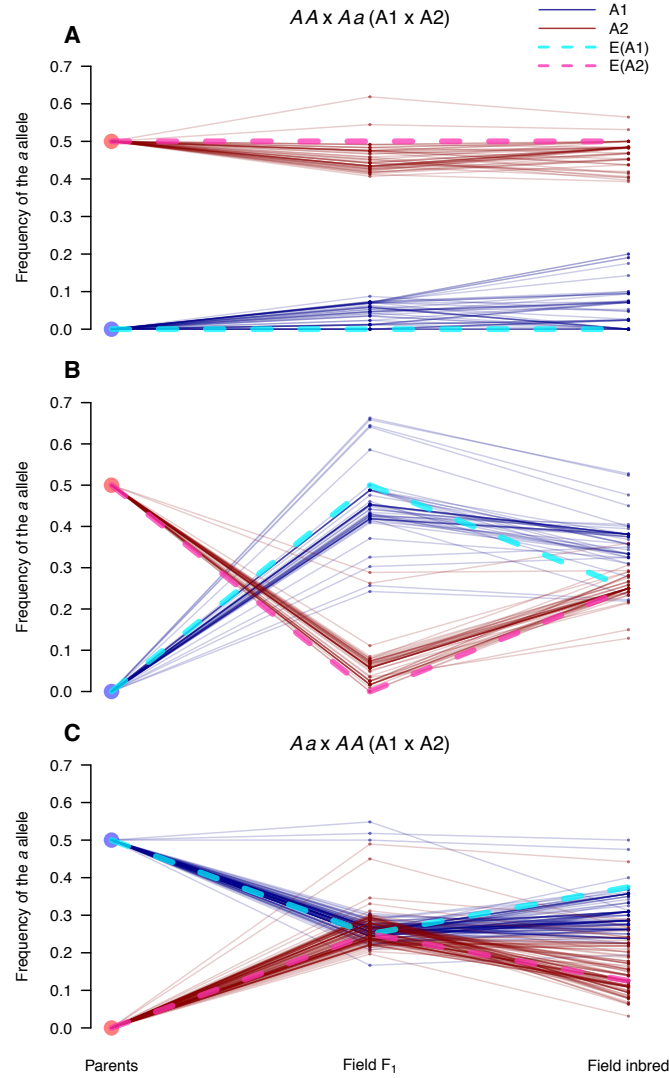 A
AA x Aa (A1 x A2)
A1
A2
E(A1)
E(A2)
Frequency of the a allele
0.7
0.6
0.5
0.4
0.3
0.2
0.1
0.0
B
Frequency of the a allele
0.7
0.6
0.5
0.4
0.3
0.2
0.1
0.0
C
Aa x AA (A1 x A2)
Frequency of the a allele
0.7
0.6
0.5
0.4
0.3
0.2
0.1
0.0
Parents Field F1 Field inbred